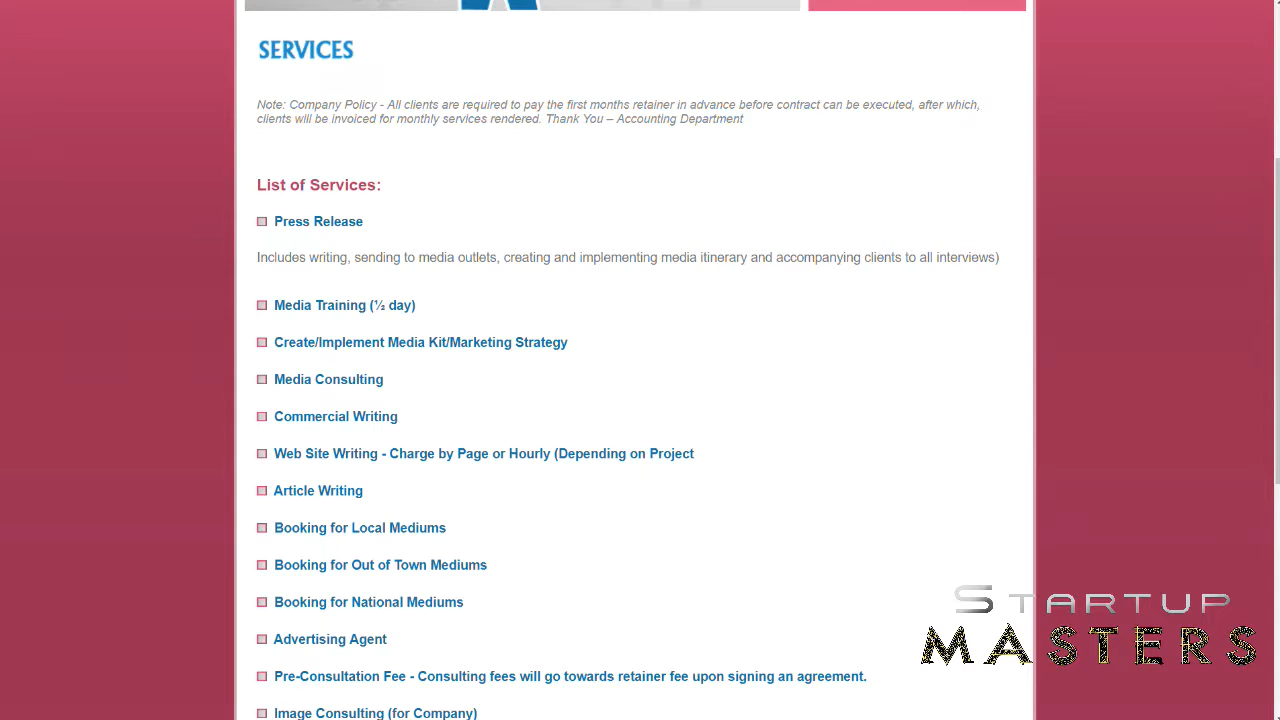 SERVICES
Note: Company Policy - All clients are required to pay the first months retainer in advance before contract can be executed, after which,
clients will be invoiced for monthly services rendered. Thank You – Accounting Department
List of Services:
Press Release
Includes writing, sending to media outlets, creating and implementing media itinerary and accompanying clients to all interviews)
Media Training (½ day)
Create/Implement Media Kit/Marketing Strategy
Media Consulting
Commercial Writing
Web Site Writing - Charge by Page or Hourly (Depending on Project
Article Writing
Booking for Local Mediums
Booking for Out of Town Mediums
Booking for National Mediums
Advertising Agent
Pre-Consultation Fee - Consulting fees will go towards retainer fee upon signing an agreement.
Image Consulting (for Company)
STARTUP
MASTERS